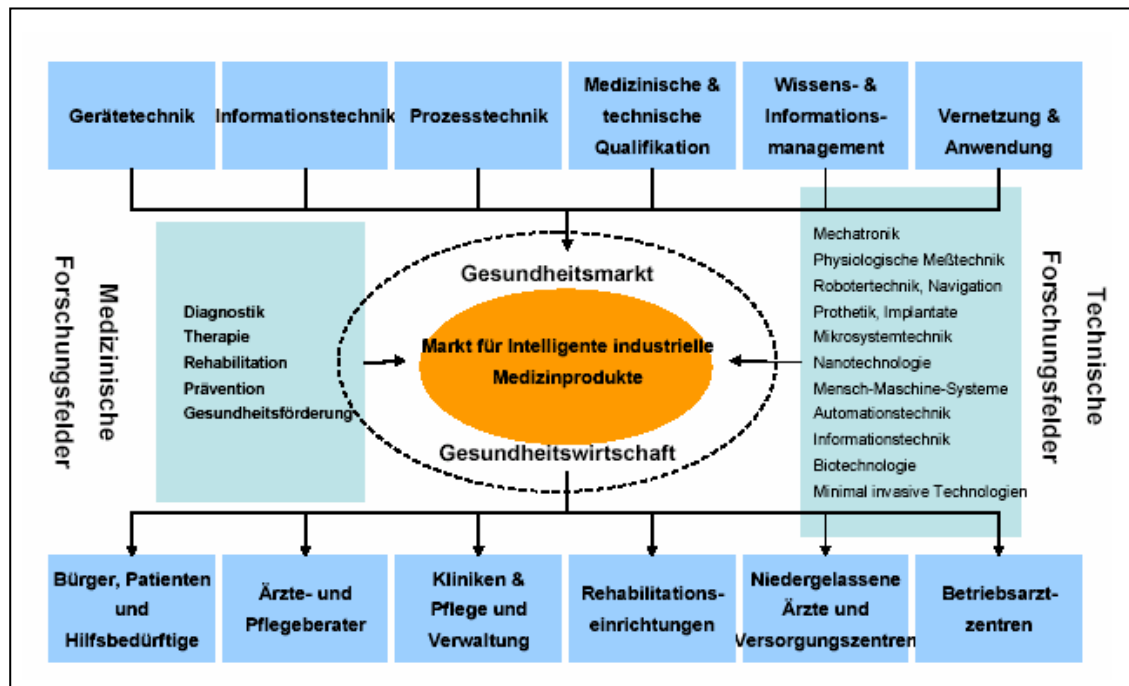 Gerätetechnik
Informationstechnik
Prozesstechnik
Medizinische &
technische
Qualifikation
Wissens- &
Informations-
management
Vernetzung &
Anwendung
Medizinische
Forschungsfelder
Diagnostik
Therapie
Rehabilitation
Prävention
Gesundheitsförderung
Gesundheitsmarkt
Markt für Intelligente industrielle
Medizinprodukte
Gesundheitswirtschaft
Mechatronik
Physiologische Meßtechnik
Robotertechnik, Navigation
Prothetik, Implantate
Mikrosystemtechnik
Nanotechnologie
Mensch-Maschine-Systeme
Automationstechnik
Informationstechnik
Biotechnologie
Minimal invasive Technologien
Technische
Forschungsfelder
Bürger, Patienten
und
Hilfsbedürftige
Ärzte- und
Pflegeberater
Kliniken &
Pflege und
Verwaltung
Rehabilitations-
einrichtungen
Niedergelassene
Ärzte und
Versorgungszentren
Betriebsarzt-
zentren